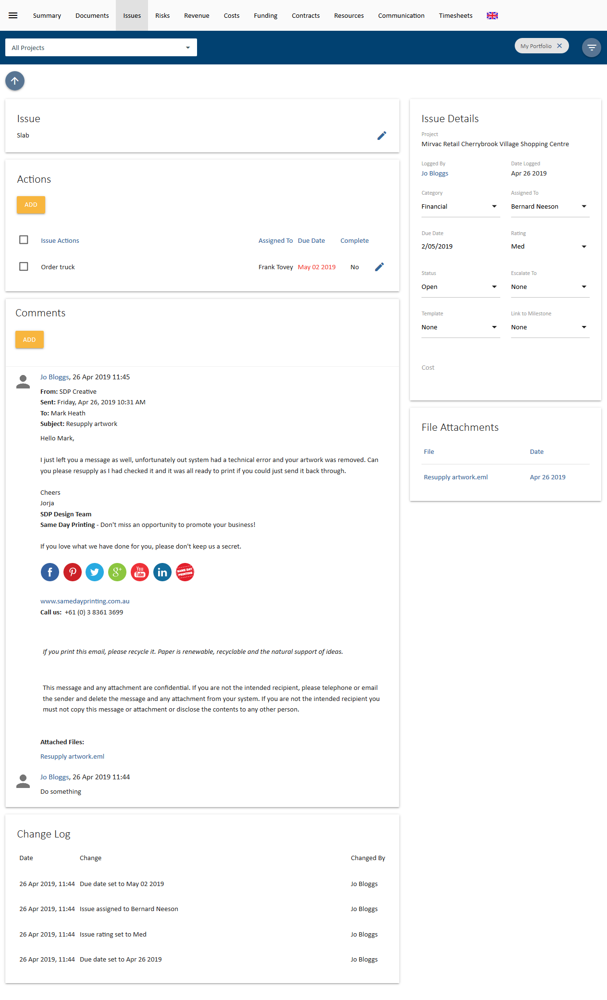 Summary Documents Issues Risks Revenue Costs Funding Contracts Resources Communication Timesheets
All Projects
My Portfolio
Issue
Slab
Actions
ADD
Issue Actions Assigned To Due Date Complete
Order truck Frank Tovey May 02 2019 No
Comments
ADD
Jo Bloggs, 26 Apr 2019 11:45
From: SDP Creative
Sent: Friday, Apr 26, 2019 10:31 AM
To: Mark Heath
Subject: Resupply artwork
Hello Mark,
I just left you a message as well, unfortunately out system had a technical error and your artwork was removed. Can
you please resupply as I had checked it and it was all ready to print if you could just send it back through.
Cheers
Jorja
SDP Design Team
Same Day Printing - Don't miss an opportunity to promote your business!
If you love what we have done for you, please don't keep us a secret.
f p g+ You Tube in SAME DAY PRINTING
www.samedayprinting.com.au
Call us: +61 (0) 3 8361 3699
If you print this email, please recycle it. Paper is renewable, recyclable and the natural support of ideas.
This message and any attachment are confidential. If you are not the intended recipient, please telephone or email
the sender and delete the message and any attachment from your system. If you are not the intended recipient you
must not copy this message or attachment or disclose the contents to any other person.
Attached Files:
Resupply artwork.eml
Jo Bloggs, 26 Apr 2019 11:44
Do something
Change Log
Date Change Changed By
26 Apr 2019, 11:44 Due date set to May 02 2019 Jo Bloggs
26 Apr 2019, 11:44 Issue assigned to Bernard Neeson Jo Bloggs
26 Apr 2019, 11:44 Issue rating set to Med Jo Bloggs
26 Apr 2019, 11:44 Due date set to Apr 26 2019 Jo Bloggs
Issue Details
Project
Mirvac Retail Cherrybrook Village Shopping Centre
Logged By Date Logged
Jo Bloggs Apr 26 2019
Category Assigned To
Financial Bernard Neeson
Due Date Rating
2/05/2019 Med
Status Escalate To
Open None
Template Link to Milestone
None None
Cost
File Attachments
File Date
Resupply artwork.eml Apr 26 2019